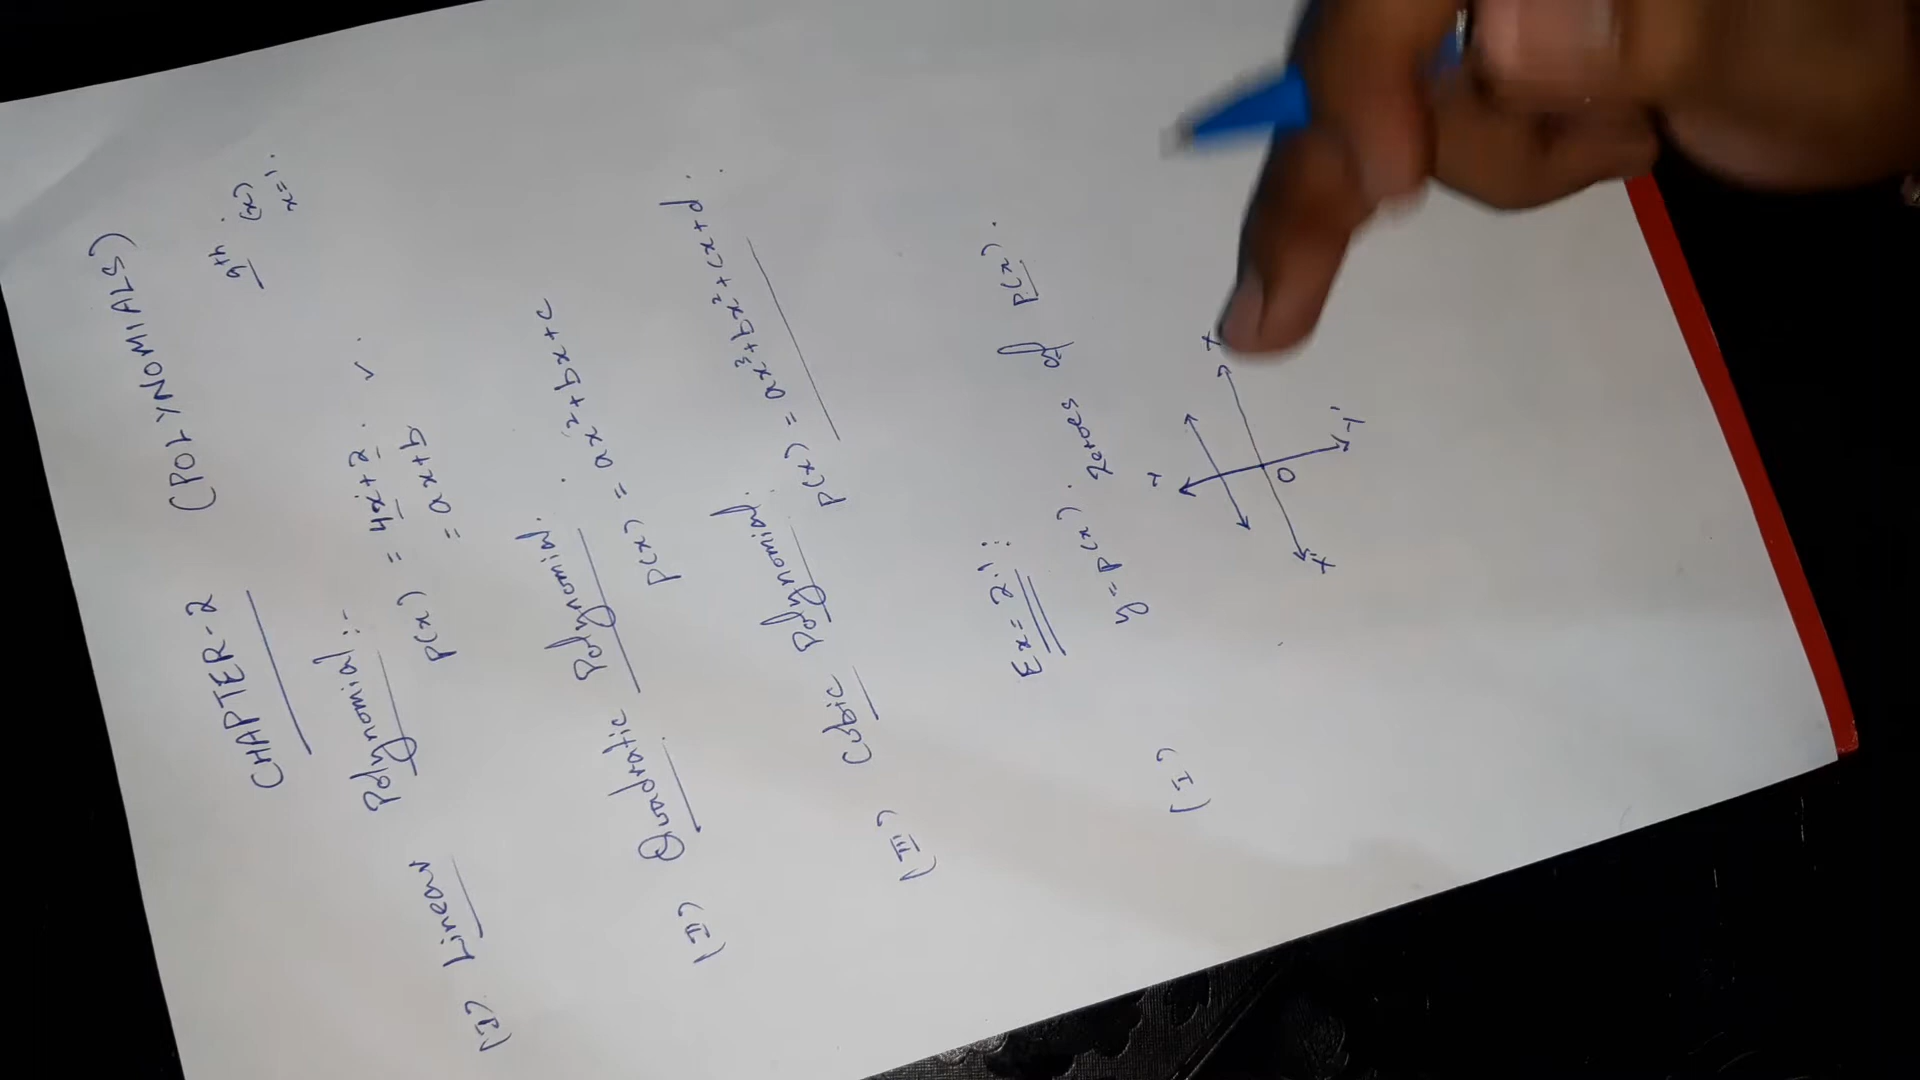 CHAPTER-2 (POLYNOMIALS)
9th (x)
x=1.
(I) Linear Polynomial :-
P(x) = 4x+2.
= ax+b
(II) Quadratic Polynomial.
P(x) = ax²+bx+c
(III) Cubic Polynomial.
P(x) = ax³+bx²+cx+d.
Ex=2.1:
y=P(x). Zeroes of P(x).
(I)
Y
X
X'
O
Y'